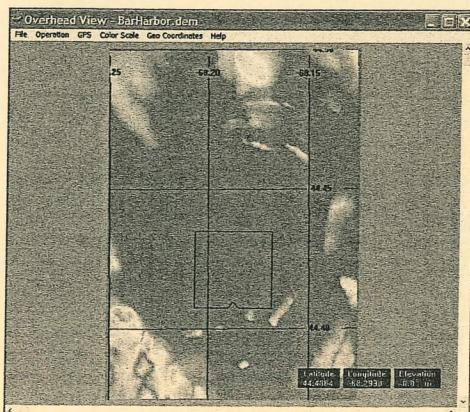 Overhead View - BarHarbor.dem
File Operation GPS Color Scale Geo Coordinates Help
.25 -68.20 -68.15
44.45
44.40
Latitude Longitude Elevation